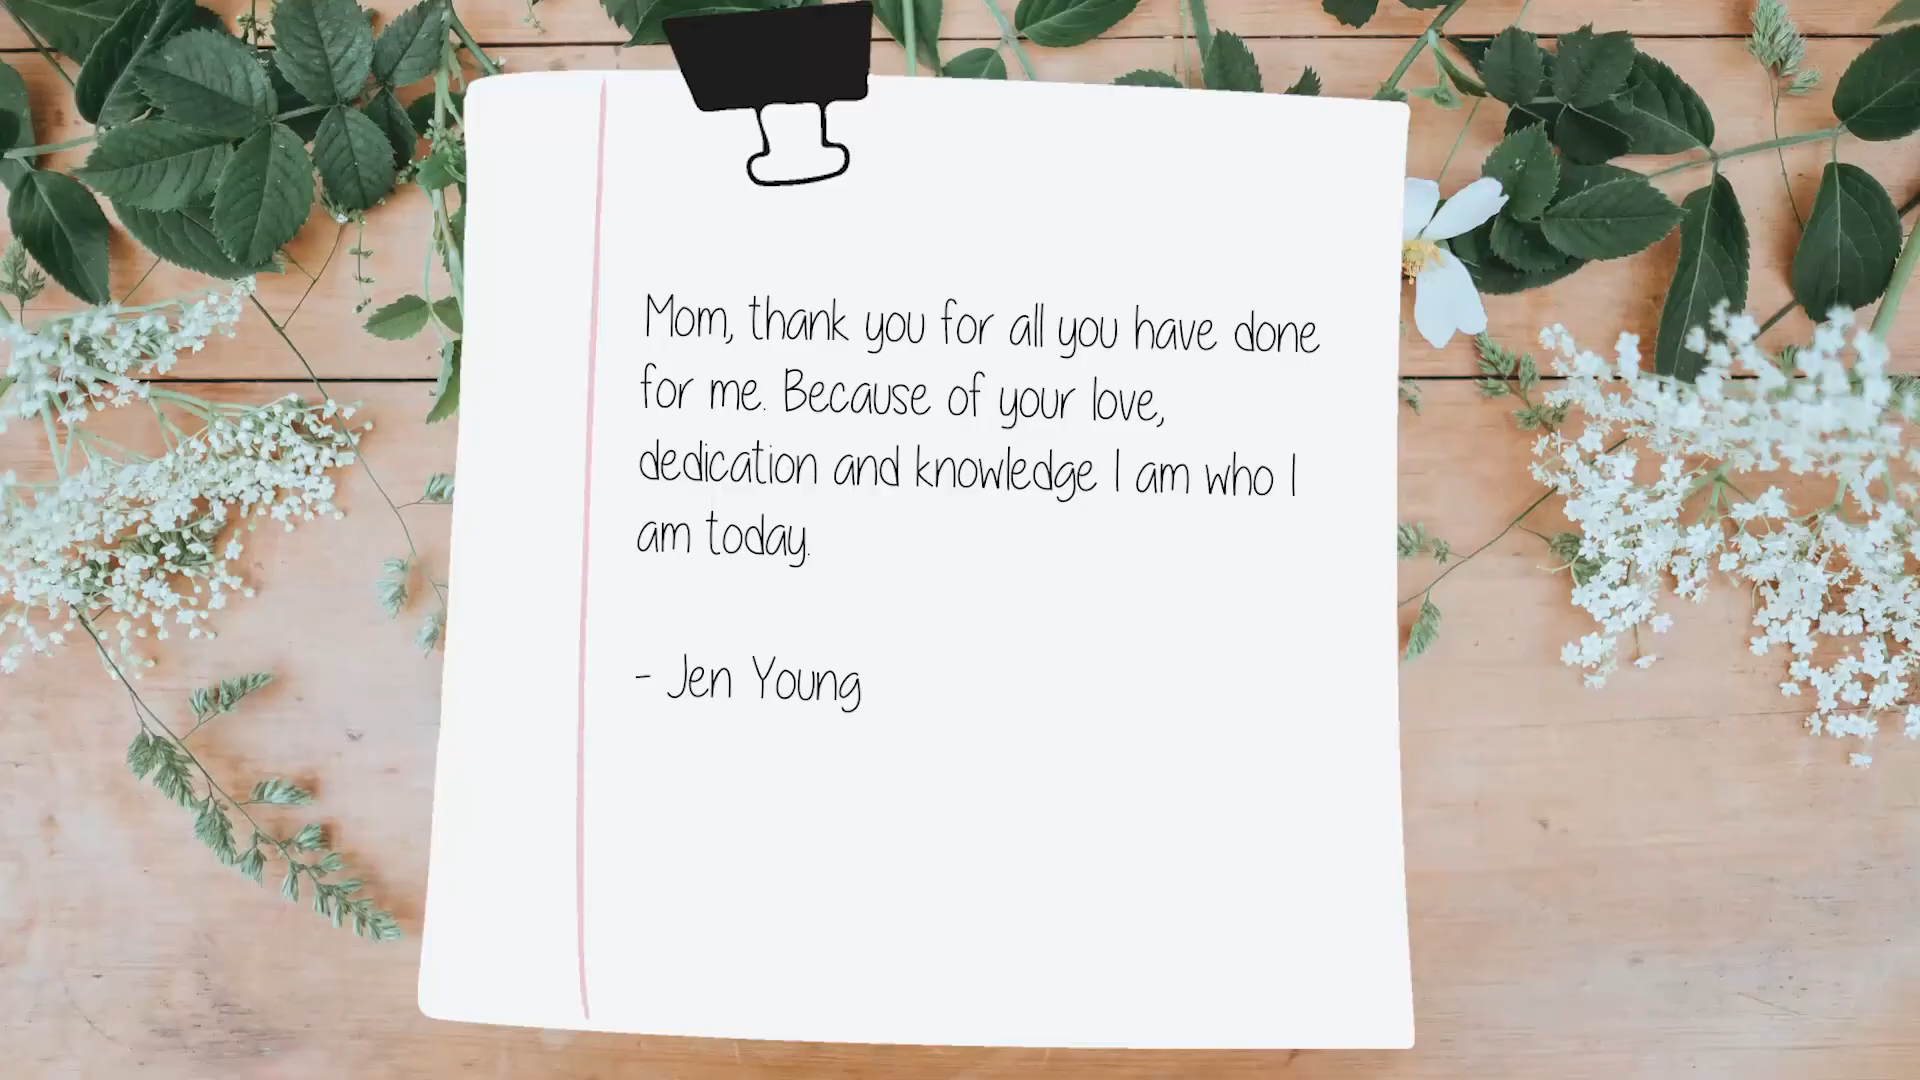 Mom, thank you for all you have done
for me. Because of your love,
dedication and knowledge I am who I
am today.
- Jen Young